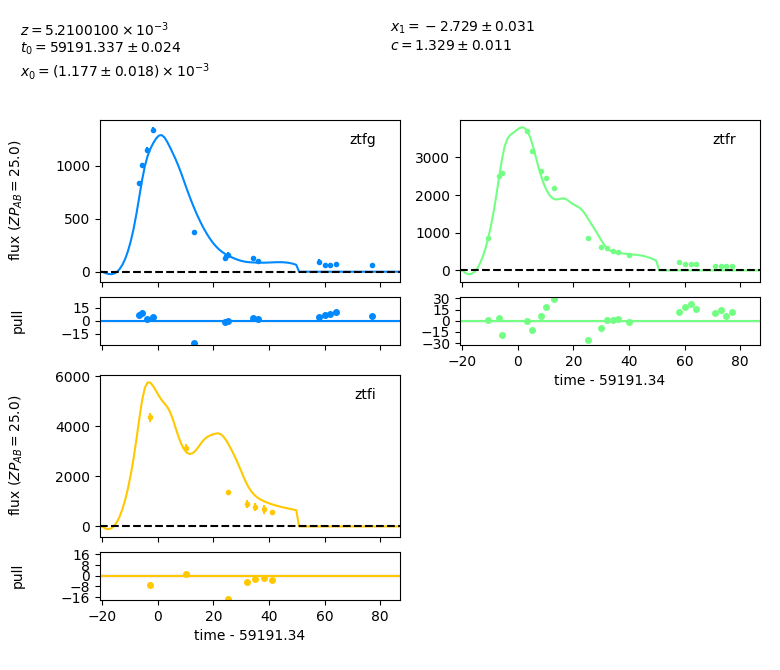 z = 5.2100100 × 10⁻³
t₀ = 59191.337 ± 0.024
x₀ = (1.177 ± 0.018) × 10⁻³
x₁ = −2.729 ± 0.031
c = 1.329 ± 0.011
ztfg
flux (ZP_AB = 25.0)
1000
500
0
pull
15
0
−15
ztfr
3000
2000
1000
0
30
15
0
−15
−30
−20 0 20 40 60 80
time - 59191.34
ztfi
flux (ZP_AB = 25.0)
6000
4000
2000
0
pull
16
8
0
−8
−16
−20 0 20 40 60 80
time - 59191.34